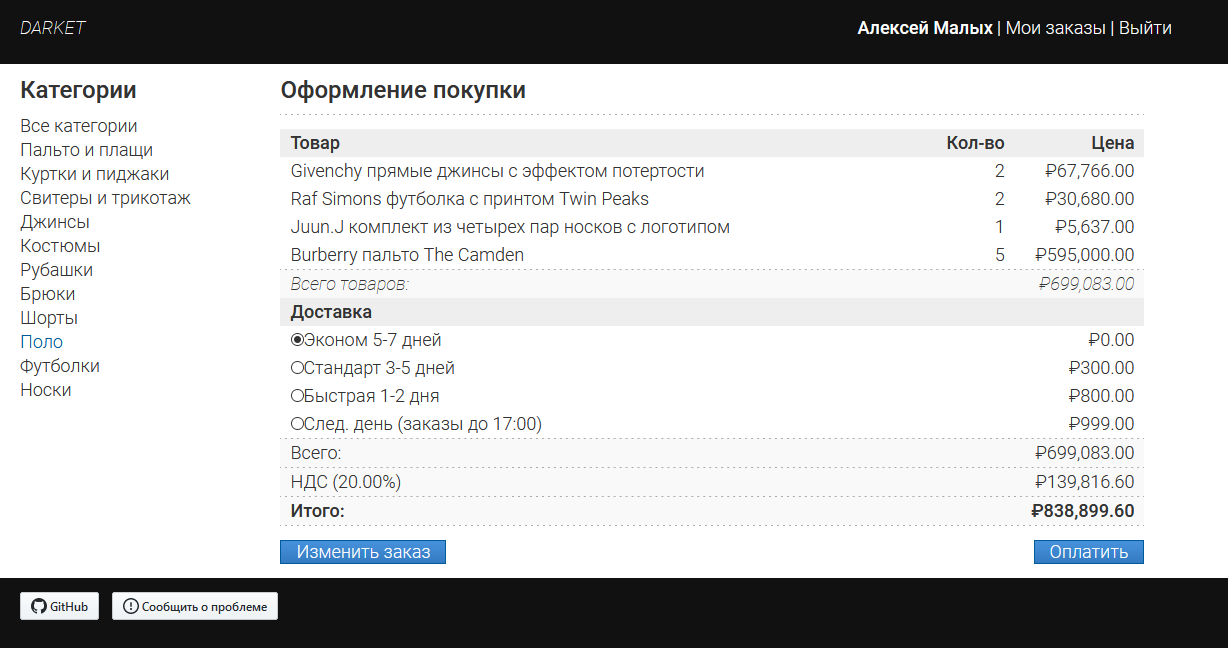 DARKET
Алексей Малых | Мои заказы | Выйти
Категории
Все категории
Пальто и плащи
Куртки и пиджаки
Свитеры и трикотаж
Джинсы
Костюмы
Рубашки
Брюки
Шорты
Поло
Футболки
Носки
Оформление покупки
Товар Кол-во Цена
Givenchy прямые джинсы с эффектом потертости 2 ₽67,766.00
Raf Simons футболка с принтом Twin Peaks 2 ₽30,680.00
Juun.J комплект из четырех пар носков с логотипом 1 ₽5,637.00
Burberry пальто The Camden 5 ₽595,000.00
Всего товаров: ₽699,083.00
Доставка
Эконом 5-7 дней ₽0.00
Стандарт 3-5 дней ₽300.00
Быстрая 1-2 дня ₽800.00
След. день (заказы до 17:00) ₽999.00
Всего: ₽699,083.00
НДС (20.00%) ₽139,816.60
Итого: ₽838,899.60
Изменить заказ Оплатить
GitHub Сообщить о проблеме